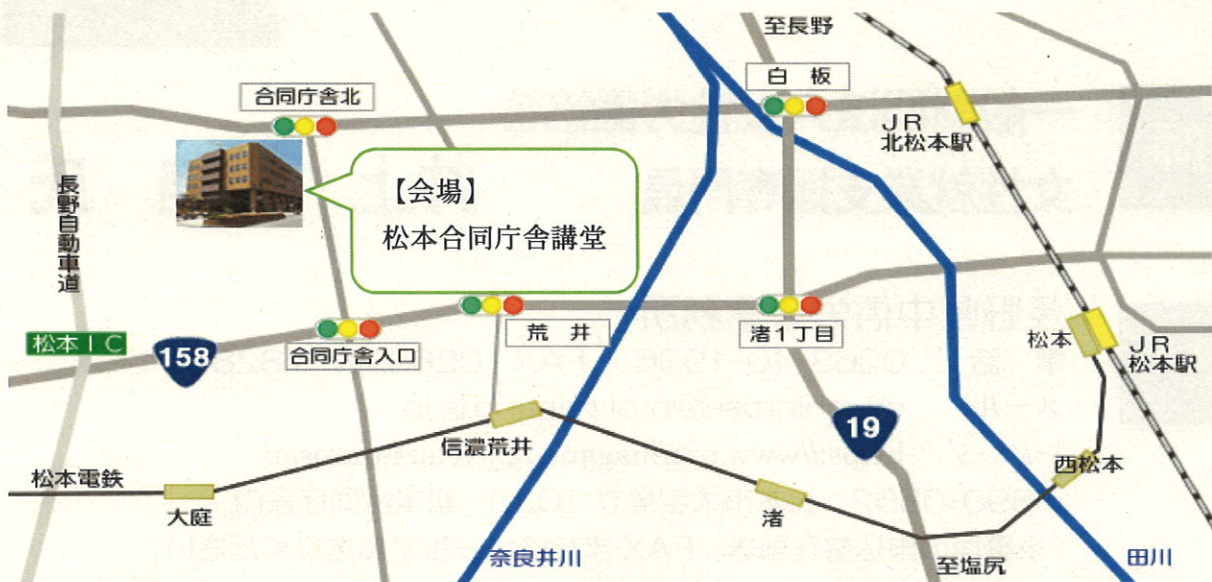 至長野
合同庁舎北
白板
JR
北松本駅
【会場】
松本合同庁舎講堂
長野自動車道
松本IC
158
合同庁舎入口
荒井
渚1丁目
松本
JR
松本駅
19
信濃荒井
西松本
松本電鉄
大庭
渚
奈良井川
至塩尻
田川